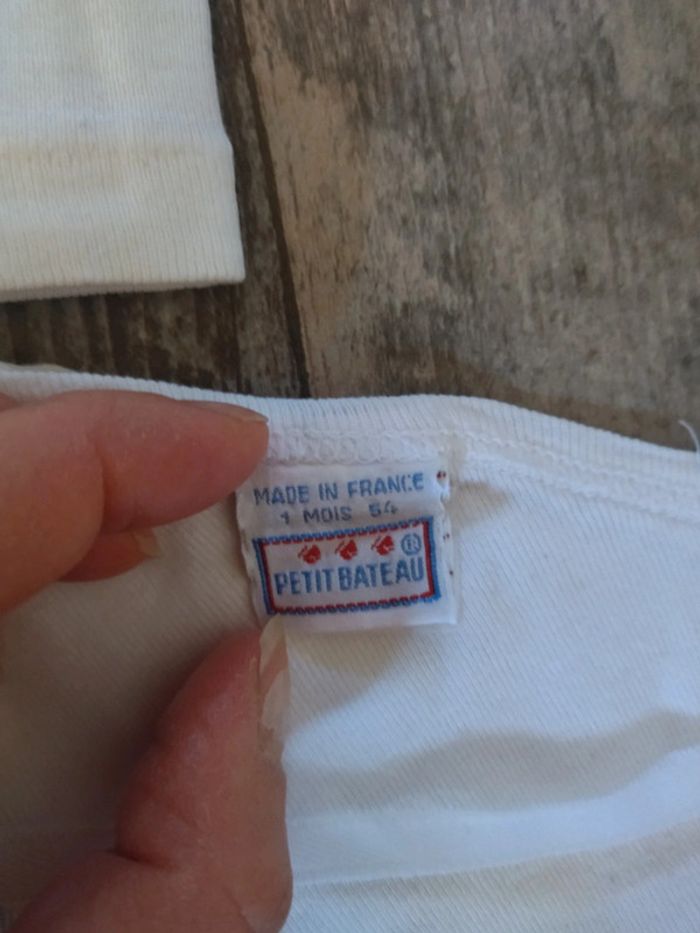 MADE IN FRANCE
1 MOIS 54
®
PETIT BATEAU